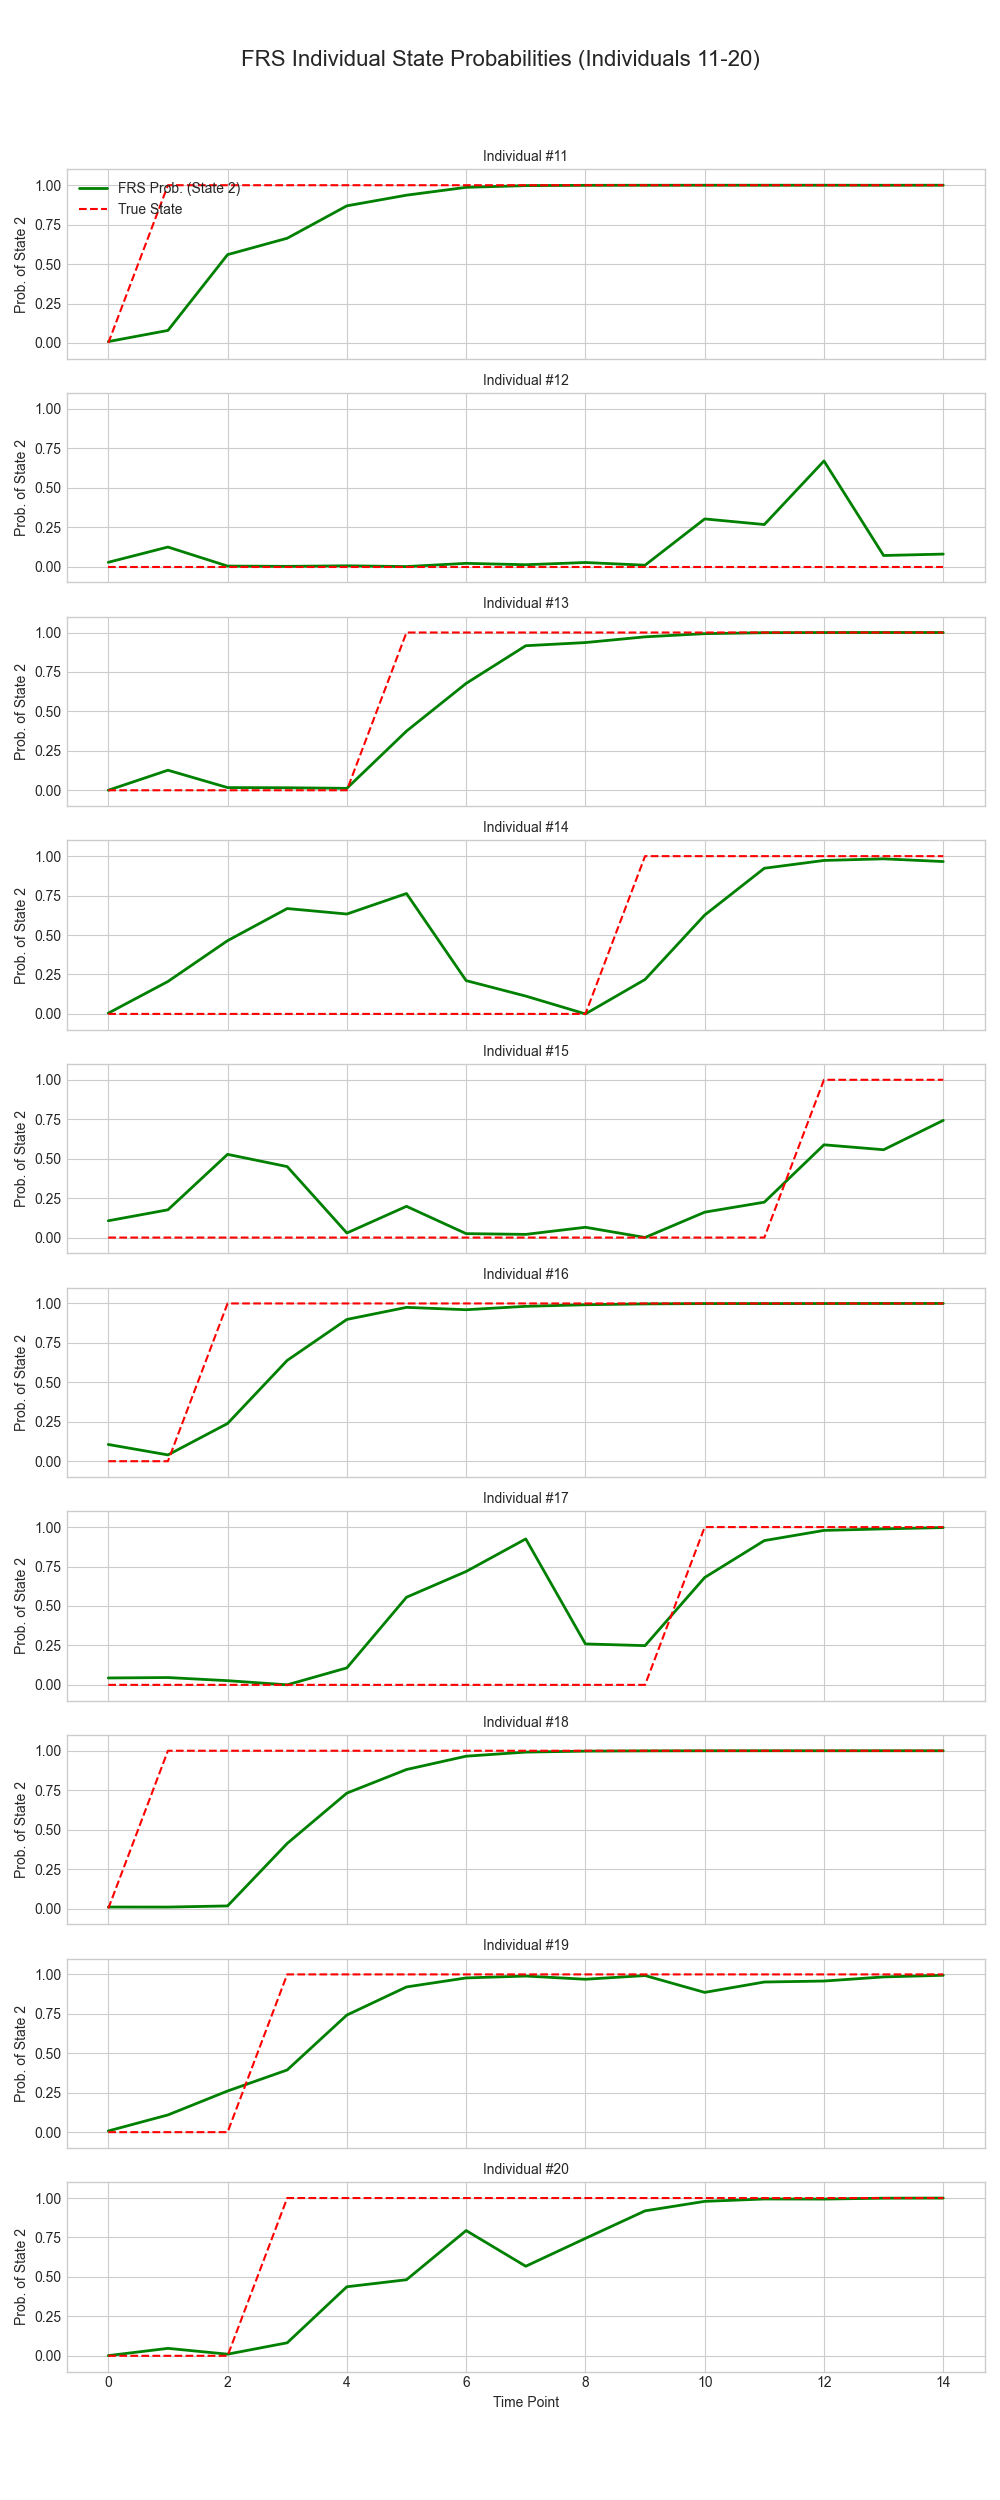 FRS Individual State Probabilities (Individuals 11-20)
Individual #11
FRS Prob. (State 2)
True State
Prob. of State 2
1.00
0.75
0.50
0.25
0.00
Individual #12
Prob. of State 2
1.00
0.75
0.50
0.25
0.00
Individual #13
Prob. of State 2
1.00
0.75
0.50
0.25
0.00
Individual #14
Prob. of State 2
1.00
0.75
0.50
0.25
0.00
Individual #15
Prob. of State 2
1.00
0.75
0.50
0.25
0.00
Individual #16
Prob. of State 2
1.00
0.75
0.50
0.25
0.00
Individual #17
Prob. of State 2
1.00
0.75
0.50
0.25
0.00
Individual #18
Prob. of State 2
1.00
0.75
0.50
0.25
0.00
Individual #19
Prob. of State 2
1.00
0.75
0.50
0.25
0.00
Individual #20
Prob. of State 2
1.00
0.75
0.50
0.25
0.00
0 2 4 6 8 10 12 14
Time Point